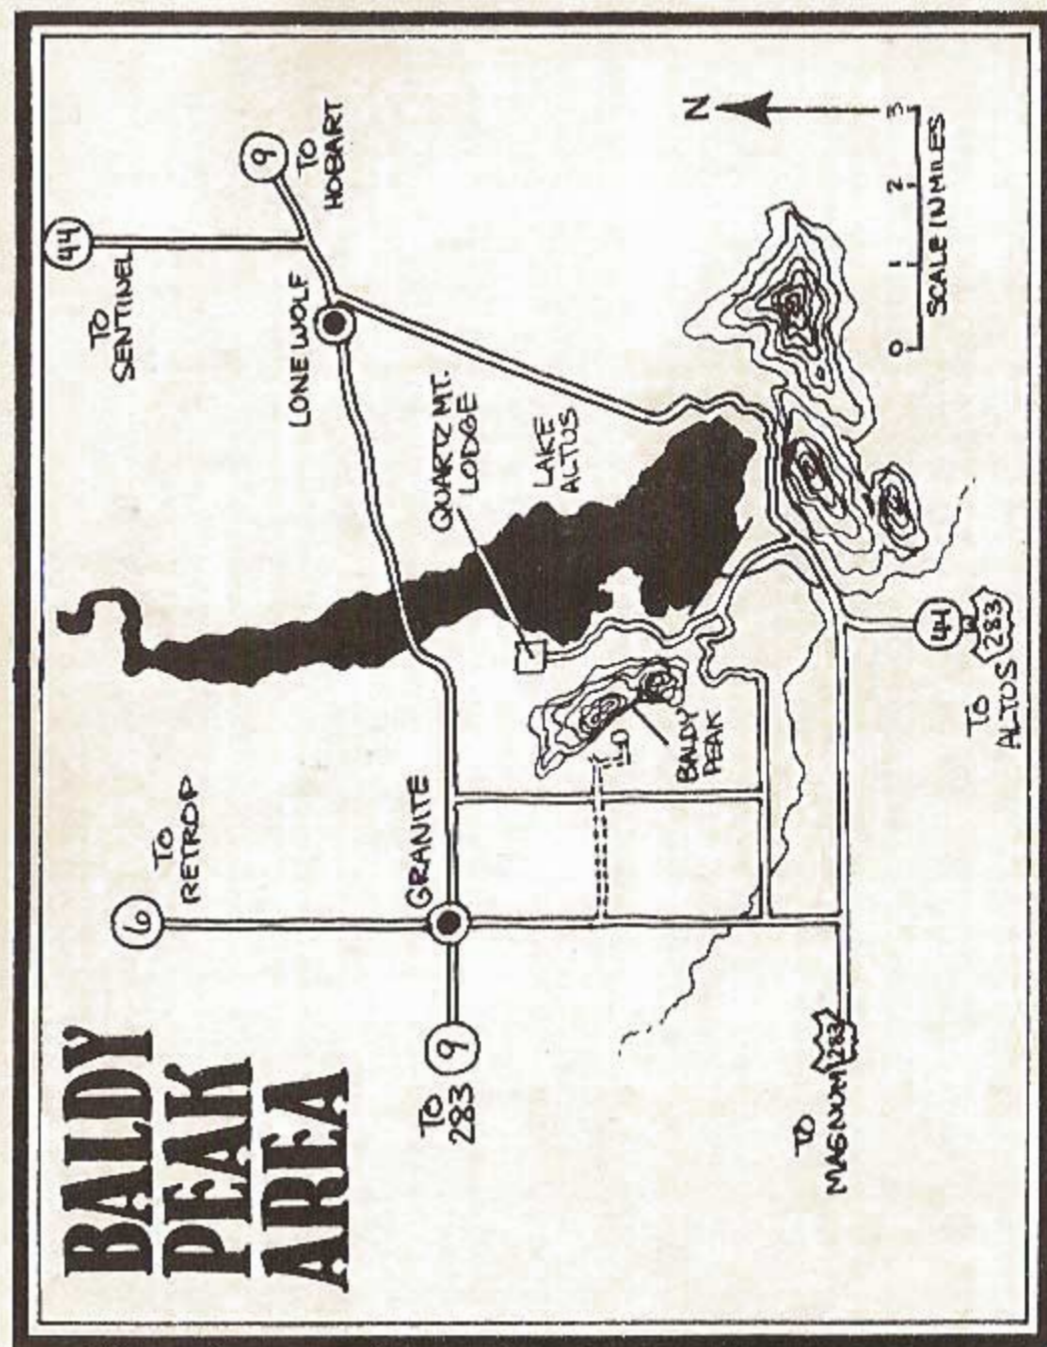 BALDY
PEAK
AREA
6
TO
RETROP
44
TO
SENTINEL
9
TO
HOBART
LONE WOLF
GRANITE
TO
283
9
QUARTZ MT.
LODGE
LAKE
ALTUS
BALDY
PEAK
N
0 1 2 3
SCALE IN MILES
TO
MAGNUM
283
44
283
TO
ALTUS